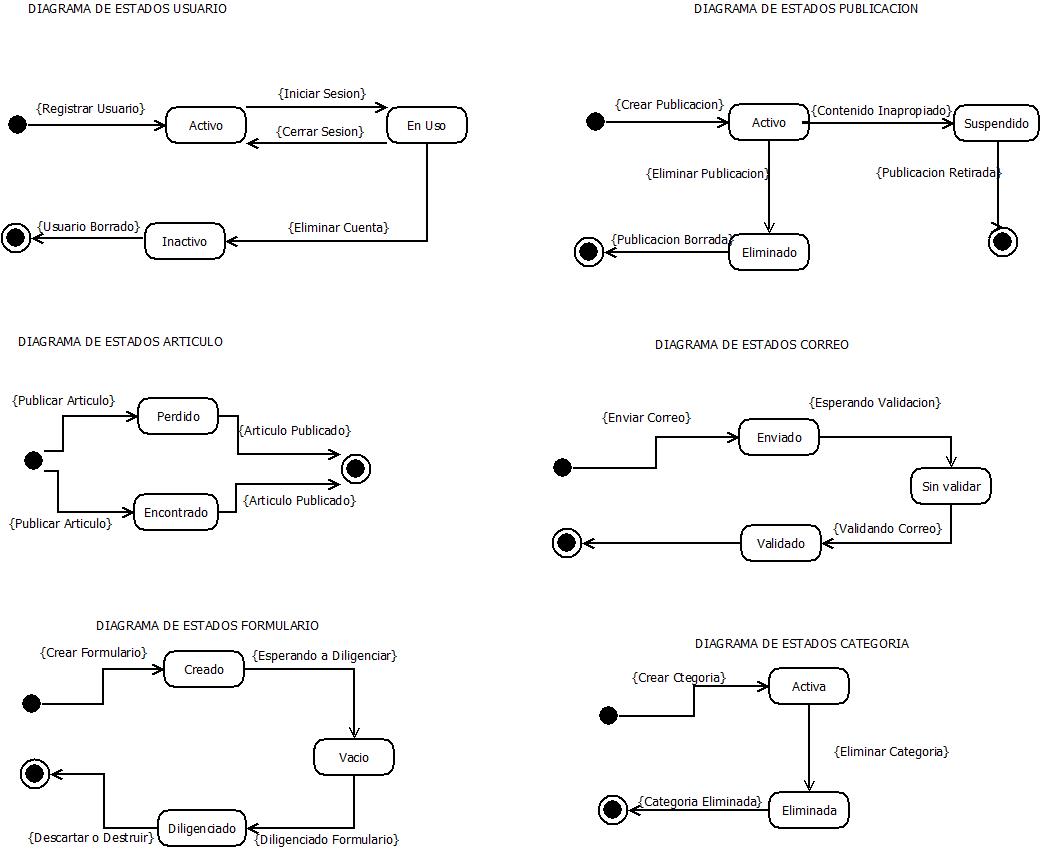 DIAGRAMA DE ESTADOS USUARIO
{Registrar Usuario}
Activo
{Iniciar Sesion}
{Cerrar Sesion}
En Uso
{Eliminar Cuenta}
Inactivo
{Usuario Borrado}
DIAGRAMA DE ESTADOS PUBLICACION
{Crear Publicacion}
Activo
{Contenido Inapropiado}
Suspendido
{Eliminar Publicacion}
{Publicacion Retirada}
{Publicacion Borrada}
Eliminado
DIAGRAMA DE ESTADOS ARTICULO
{Publicar Articulo}
Perdido
{Articulo Publicado}
{Publicar Articulo}
Encontrado
{Articulo Publicado}
DIAGRAMA DE ESTADOS CORREO
{Enviar Correo}
Enviado
{Esperando Validacion}
Sin validar
{Validando Correo}
Validado
DIAGRAMA DE ESTADOS FORMULARIO
{Crear Formulario}
Creado
{Esperando a Diligenciar}
Vacio
{Diligenciado Formulario}
Diligenciado
{Descartar o Destruir}
DIAGRAMA DE ESTADOS CATEGORIA
{Crear Ctegoria}
Activa
{Eliminar Categoria}
{Categoria Eliminada}
Eliminada